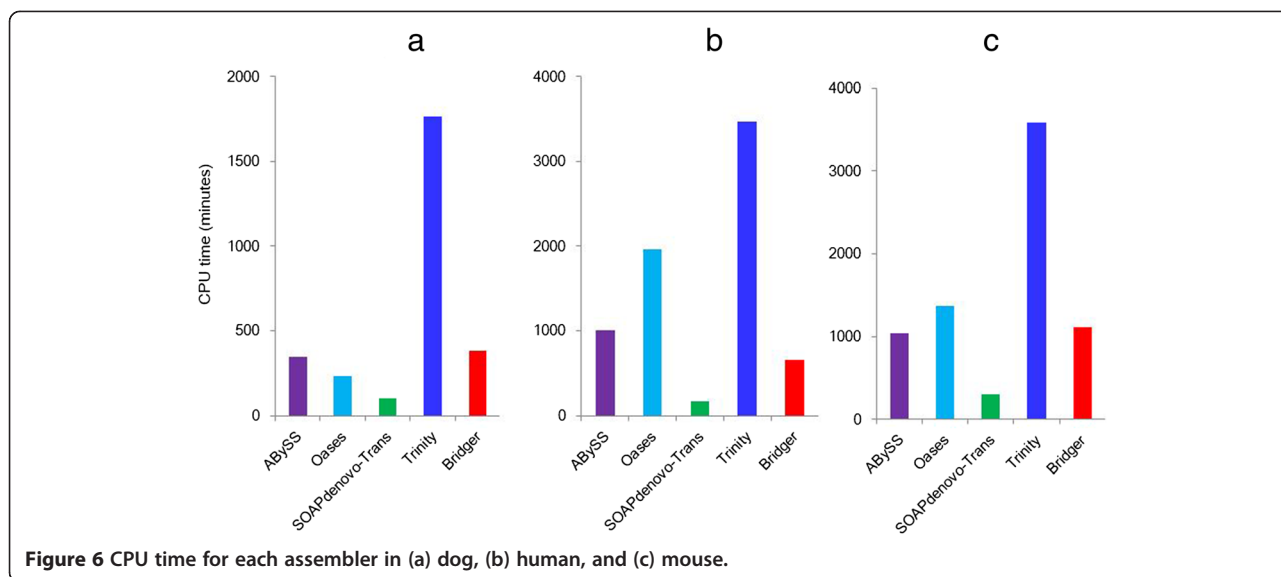 a
b
c
CPU time (minutes)
2000
1500
1000
500
0
ABySS
Oases
SOAPdenovo-Trans
Trinity
Bridger
4000
3000
2000
1000
0
ABySS
Oases
SOAPdenovo-Trans
Trinity
Bridger
4000
3000
2000
1000
0
ABySS
Oases
SOAPdenovo-Trans
Trinity
Bridger
Figure 6 CPU time for each assembler in (a) dog, (b) human, and (c) mouse.